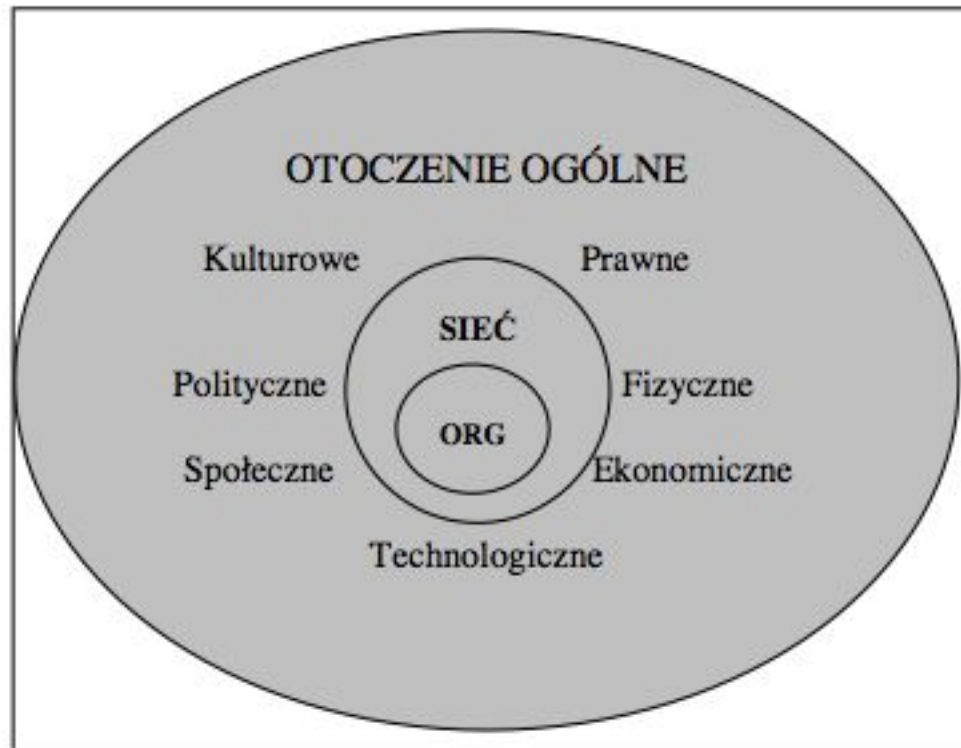 OTOCZENIE OGÓLNE
Kulturowe
Prawne
SIEĆ
Polityczne
Fizyczne
ORG
Społeczne
Ekonomiczne
Technologiczne